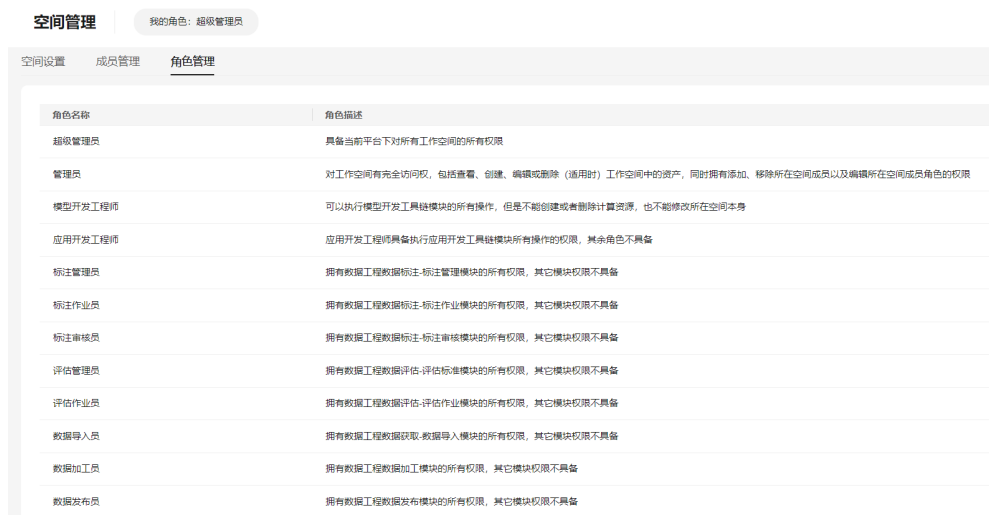 空间管理
我的角色：超级管理员
空间设置 成员管理 角色管理
角色名称 角色描述
超级管理员 具备当前平台下对所有工作空间的所有权限
管理员 对工作空间有完全访问权，包括查看、创建、编辑或删除（适用时）工作空间中的资产，同时拥有添加、移除所在空间成员以及编辑所在空间成员角色的权限
模型开发工程师 可以执行模型开发工具链模块的所有操作，但是不能创建或者删除计算资源，也不能修改所在空间本身
应用开发工程师 应用开发工程师具备执行应用开发工具链模块所有操作的权限，其余角色不具备
标注管理员 拥有数据工程数据标注-标注管理模块的所有权限，其它模块权限不具备
标注作业员 拥有数据工程数据标注-标注作业模块的所有权限，其它模块权限不具备
标注审核员 拥有数据工程数据标注-标注审核模块的所有权限，其它模块权限不具备
评估管理员 拥有数据工程数据评估-评估标准模块的所有权限，其它模块权限不具备
评估作业员 拥有数据工程数据评估-评估作业模块的所有权限，其它模块权限不具备
数据导入员 拥有数据工程数据获取-数据导入模块的所有权限，其它模块权限不具备
数据加工员 拥有数据工程数据加工模块的所有权限，其它模块权限不具备
数据发布员 拥有数据工程数据发布模块的所有权限，其它模块权限不具备